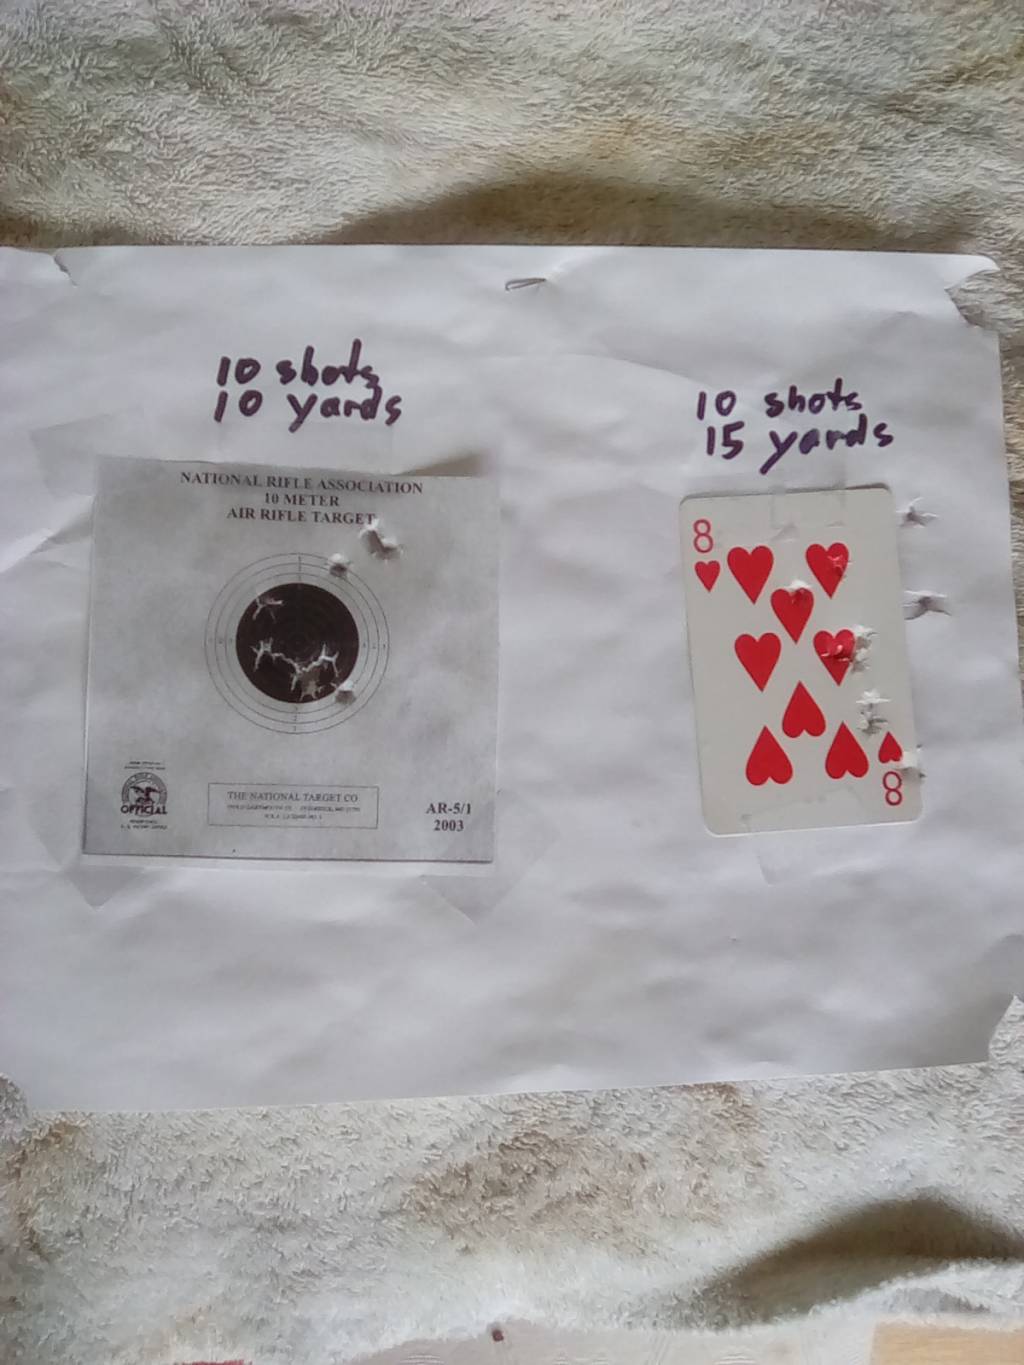 10 shots
10 yards
10 shots
15 yards
NATIONAL RIFLE ASSOCIATION
10 METER
AIR RIFLE TARGET
8
OFFICIAL
THE NATIONAL TARGET CO
AR-5/1
2003
8